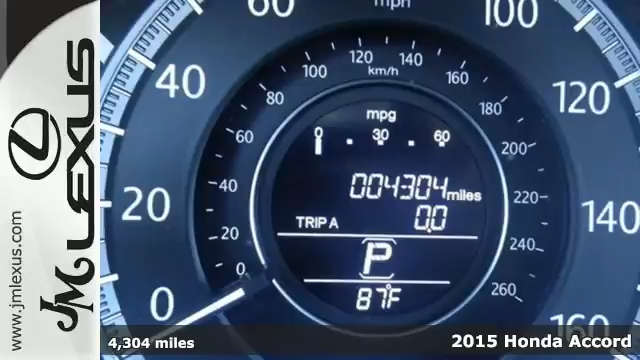 60 mph 100
120 140
100 160
km/h
40 80 180 120
mpg
0 30 60
60 200
004304 miles
40 220
TRIP A 0.0
20 140
P
20 240
0 260
87°F
0 160
JM LEXUS
www.jmlexus.com
4,304 miles
2015 Honda Accord